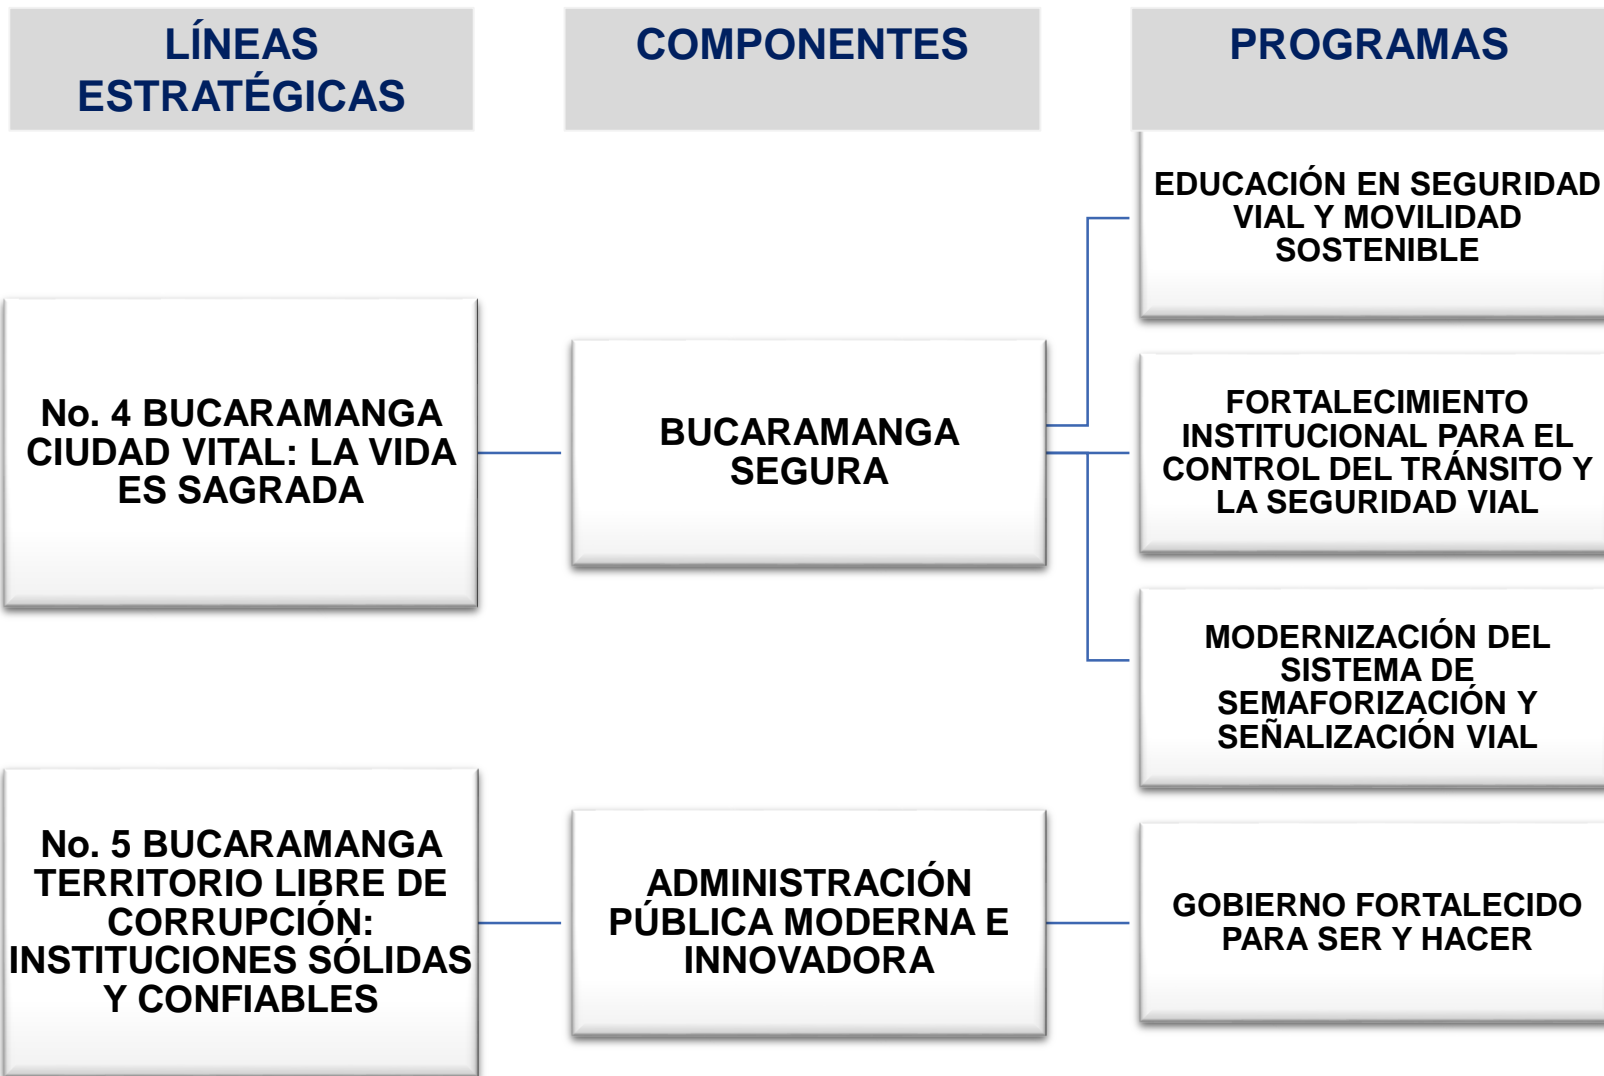 LÍNEAS
ESTRATÉGICAS
COMPONENTES
PROGRAMAS
No. 4 BUCARAMANGA
CIUDAD VITAL: LA VIDA
ES SAGRADA
BUCARAMANGA
SEGURA
EDUCACIÓN EN SEGURIDAD
VIAL Y MOVILIDAD
SOSTENIBLE
FORTALECIMIENTO
INSTITUCIONAL PARA EL
CONTROL DEL TRÁNSITO Y
LA SEGURIDAD VIAL
MODERNIZACIÓN DEL
SISTEMA DE
SEMAFORIZACIÓN Y
SEÑALIZACIÓN VIAL
No. 5 BUCARAMANGA
TERRITORIO LIBRE DE
CORRUPCIÓN:
INSTITUCIONES SÓLIDAS
Y CONFIABLES
ADMINISTRACIÓN
PÚBLICA MODERNA E
INNOVADORA
GOBIERNO FORTALECIDO
PARA SER Y HACER